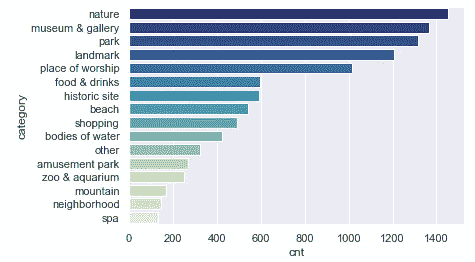 nature
museum & gallery
park
landmark
place of worship
food & drinks
historic site
beach
shopping
bodies of water
other
amusement park
zoo & aquarium
mountain
neighborhood
spa
category
0 200 400 600 800 1000 1200 1400
cnt